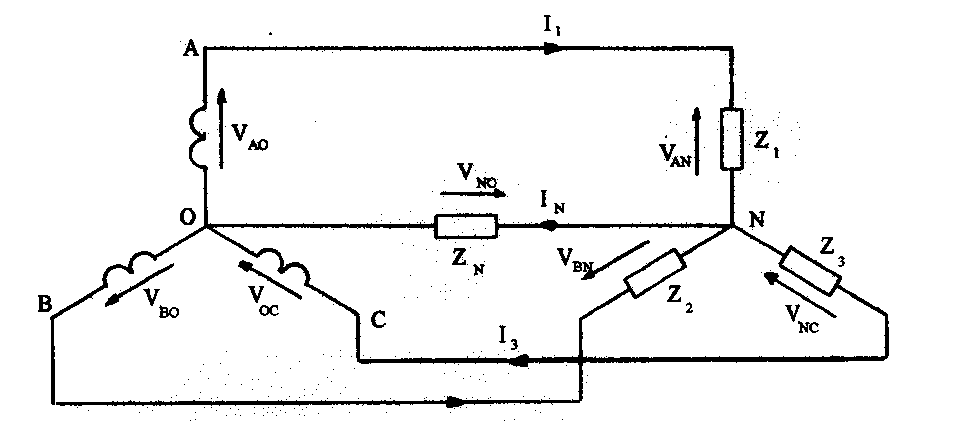 I1
A
VAO
VAN
Z1
VNO
O
IN
N
ZN
VBN
Z3
B
VBO
VOC
Z2
VNC
C
I3